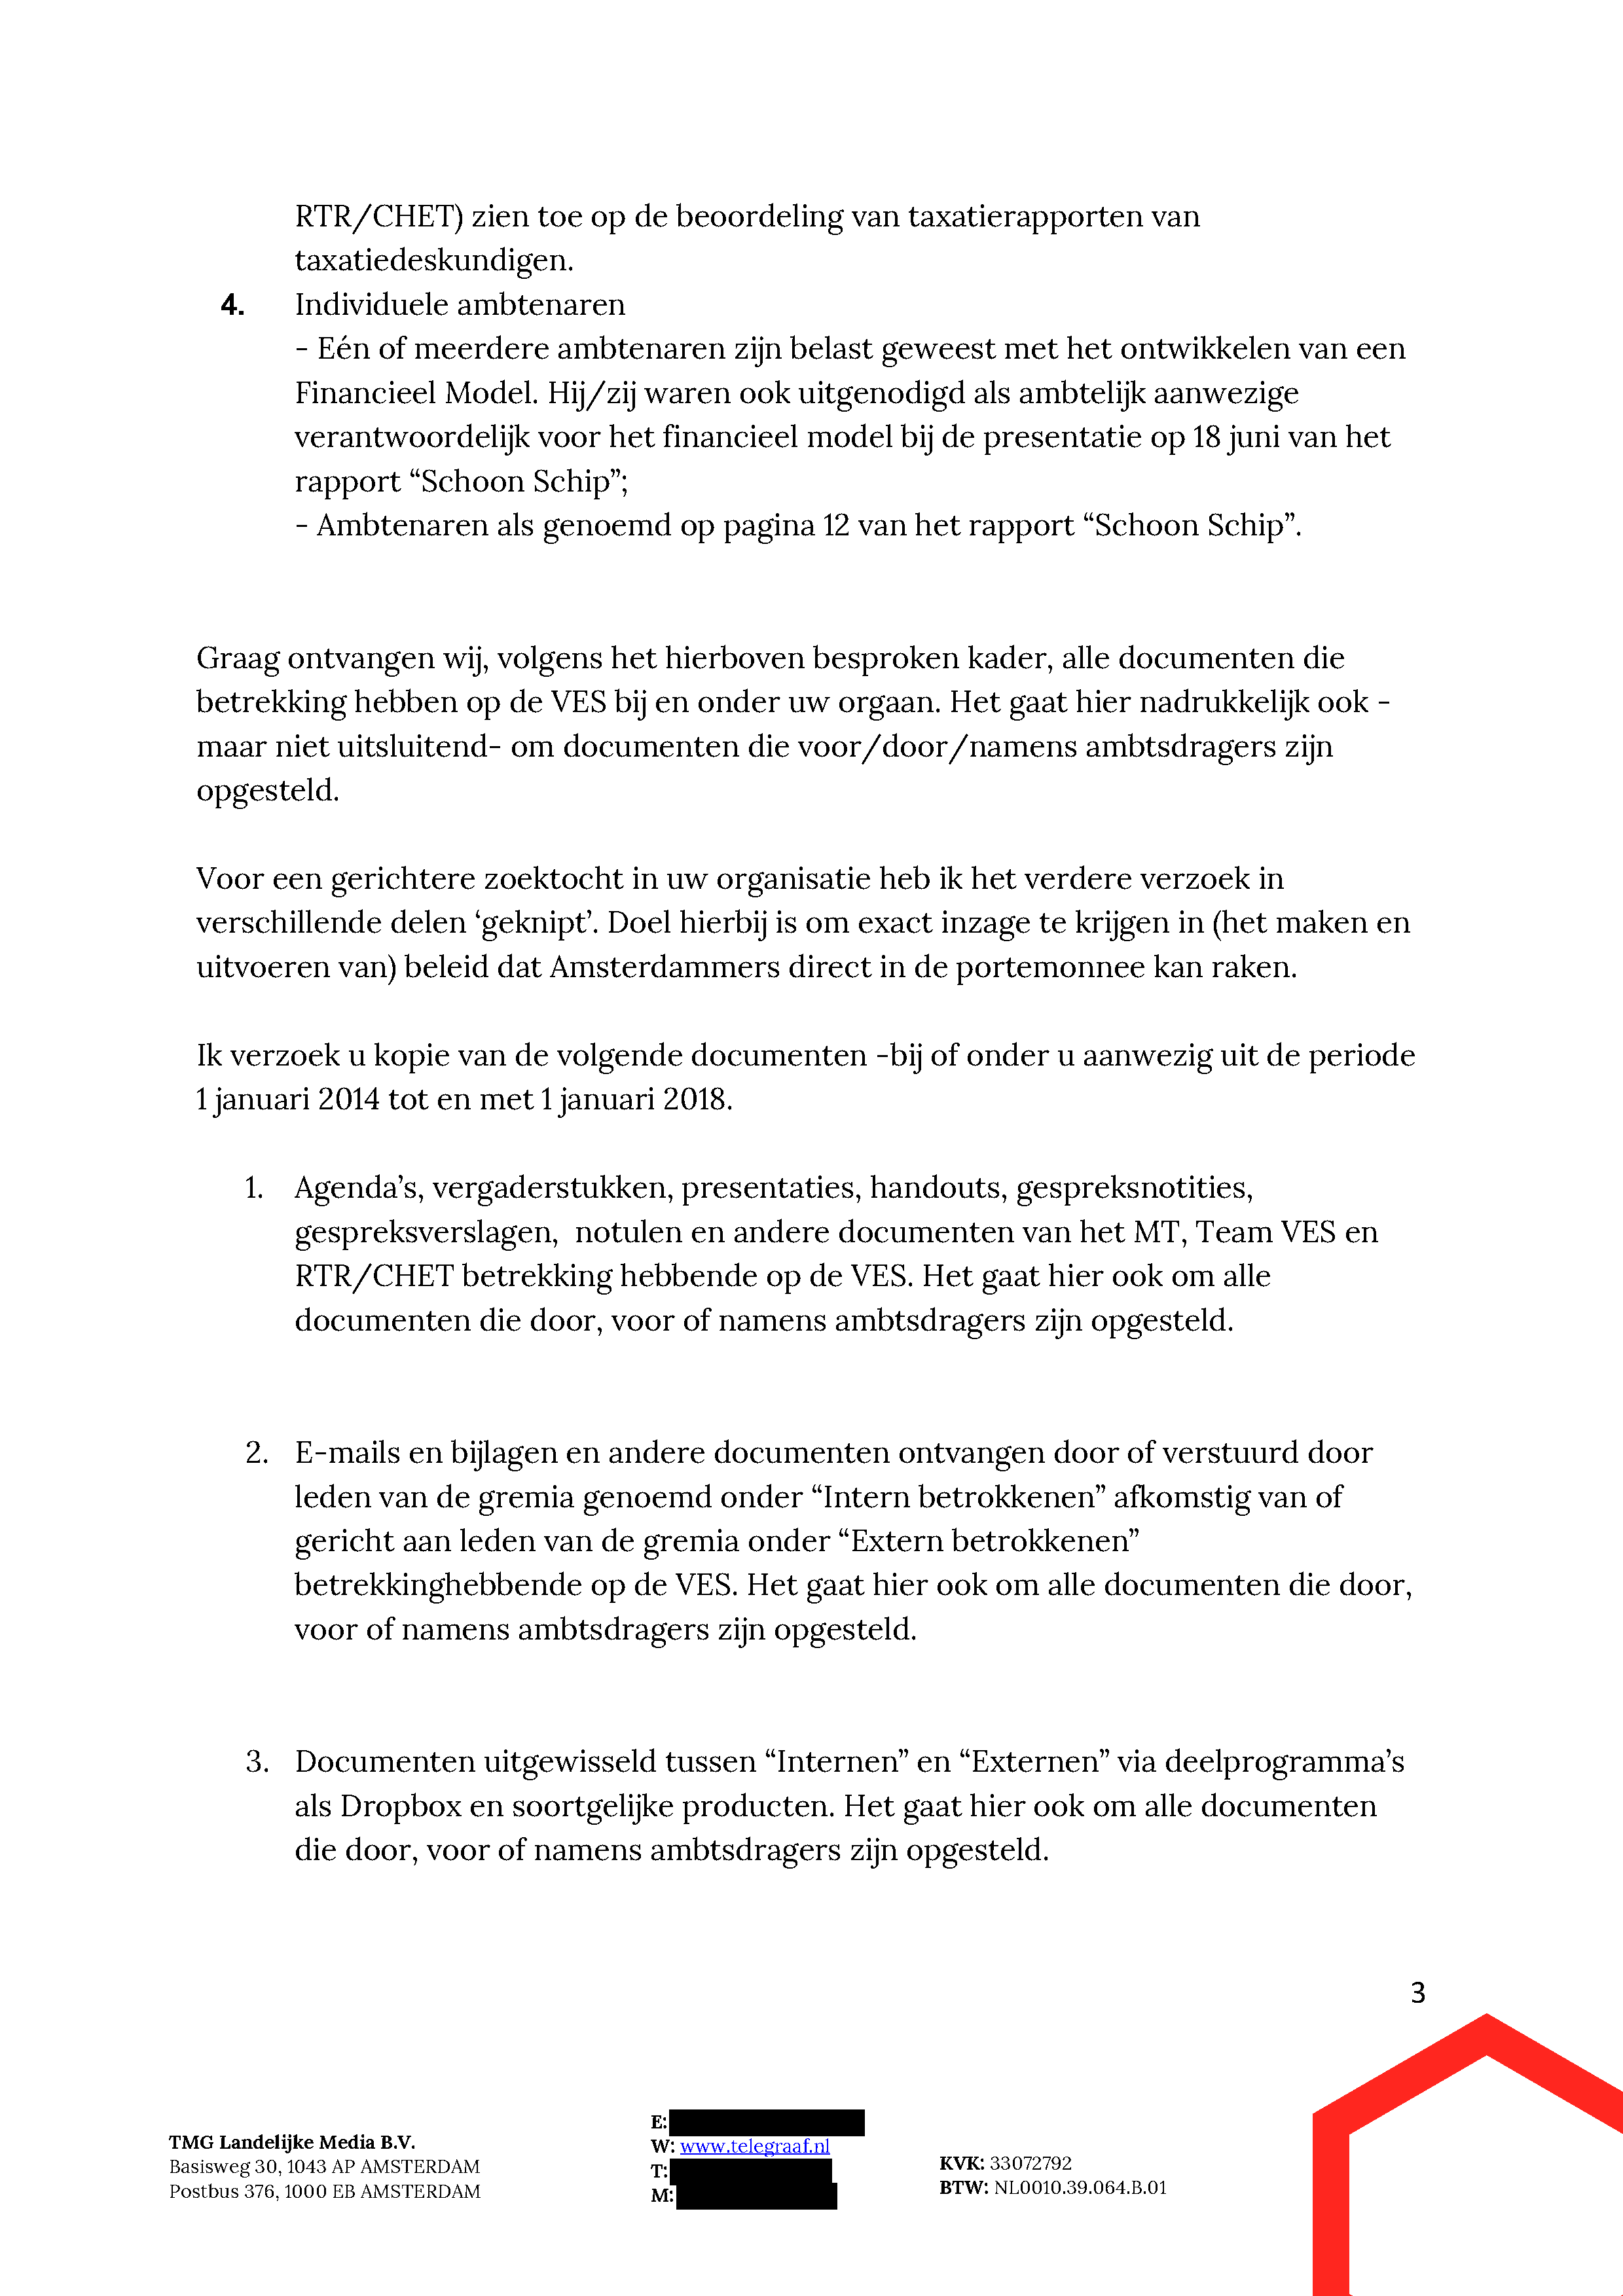 RTR/CHET) zien toe op de beoordeling van taxatierapporten van
taxatiedeskundigen.
4. Individuele ambtenaren
- Eén of meerdere ambtenaren zijn belast geweest met het ontwikkelen van een
Financieel Model. Hij/zij waren ook uitgenodigd als ambtelijk aanwezige
verantwoordelijk voor het financieel model bij de presentatie op 18 juni van het
rapport “Schoon Schip”;
- Ambtenaren als genoemd op pagina 12 van het rapport “Schoon Schip”.
Graag ontvangen wij, volgens het hierboven besproken kader, alle documenten die
betrekking hebben op de VES bij en onder uw orgaan. Het gaat hier nadrukkelijk ook -
maar niet uitsluitend- om documenten die voor/door/namens ambtsdragers zijn
opgesteld.
Voor een gerichtere zoektocht in uw organisatie heb ik het verdere verzoek in
verschillende delen ‘geknipt’. Doel hierbij is om exact inzage te krijgen in (het maken en
uitvoeren van) beleid dat Amsterdammers direct in de portemonnee kan raken.
Ik verzoek u kopie van de volgende documenten -bij of onder u aanwezig uit de periode
1 januari 2014 tot en met 1 januari 2018.
1. Agenda’s, vergaderstukken, presentaties, handouts, gespreksnotities,
gespreksverslagen, notulen en andere documenten van het MT, Team VES en
RTR/CHET betrekking hebbende op de VES. Het gaat hier ook om alle
documenten die door, voor of namens ambtsdragers zijn opgesteld.
2. E-mails en bijlagen en andere documenten ontvangen door of verstuurd door
leden van de gremia genoemd onder “Intern betrokkenen” afkomstig van of
gericht aan leden van de gremia onder “Extern betrokkenen”
betrekkinghebbende op de VES. Het gaat hier ook om alle documenten die door,
voor of namens ambtsdragers zijn opgesteld.
3. Documenten uitgewisseld tussen “Internen” en “Externen” via deelprogramma’s
als Dropbox en soortgelijke producten. Het gaat hier ook om alle documenten
die door, voor of namens ambtsdragers zijn opgesteld.
3
TMG Landelijke Media B.V.
Basisweg 30, 1043 AP AMSTERDAM
Postbus 376, 1000 EB AMSTERDAM
E:
W: www.telegraaf.nl
T:
M:
KVK: 33072792
BTW: NL0010.39.064.B.01